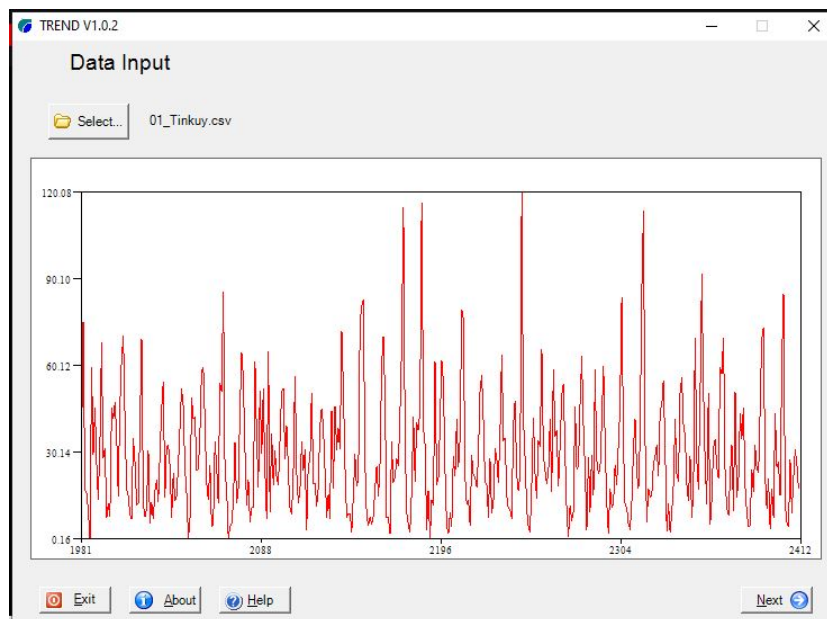 TREND V1.0.2
Data Input
Select... 01_Tinkuy.csv
120.08
90.10
60.12
30.14
0.16
1981 2088 2196 2304 2412
Exit About Help Next